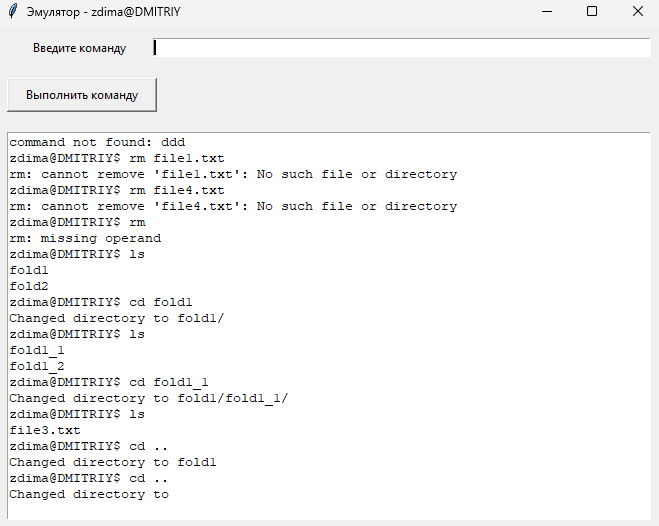 Эмулятор - zdima@DMITRIY
Введите команду
Выполнить команду
command not found: ddd
zdima@DMITRIY$ rm file1.txt
rm: cannot remove 'file1.txt': No such file or directory
zdima@DMITRIY$ rm file4.txt
rm: cannot remove 'file4.txt': No such file or directory
zdima@DMITRIY$ rm
rm: missing operand
zdima@DMITRIY$ ls
fold1
fold2
zdima@DMITRIY$ cd fold1
Changed directory to fold1/
zdima@DMITRIY$ ls
fold1_1
fold1_2
zdima@DMITRIY$ cd fold1_1
Changed directory to fold1/fold1_1/
zdima@DMITRIY$ ls
file3.txt
zdima@DMITRIY$ cd ..
Changed directory to fold1
zdima@DMITRIY$ cd ..
Changed directory to